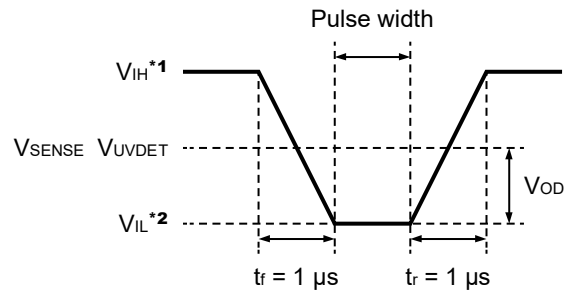 Pulse width
VIH*1
VSENSE VUVDET
VOD
VIL*2
tf = 1 μs
tr = 1 μs